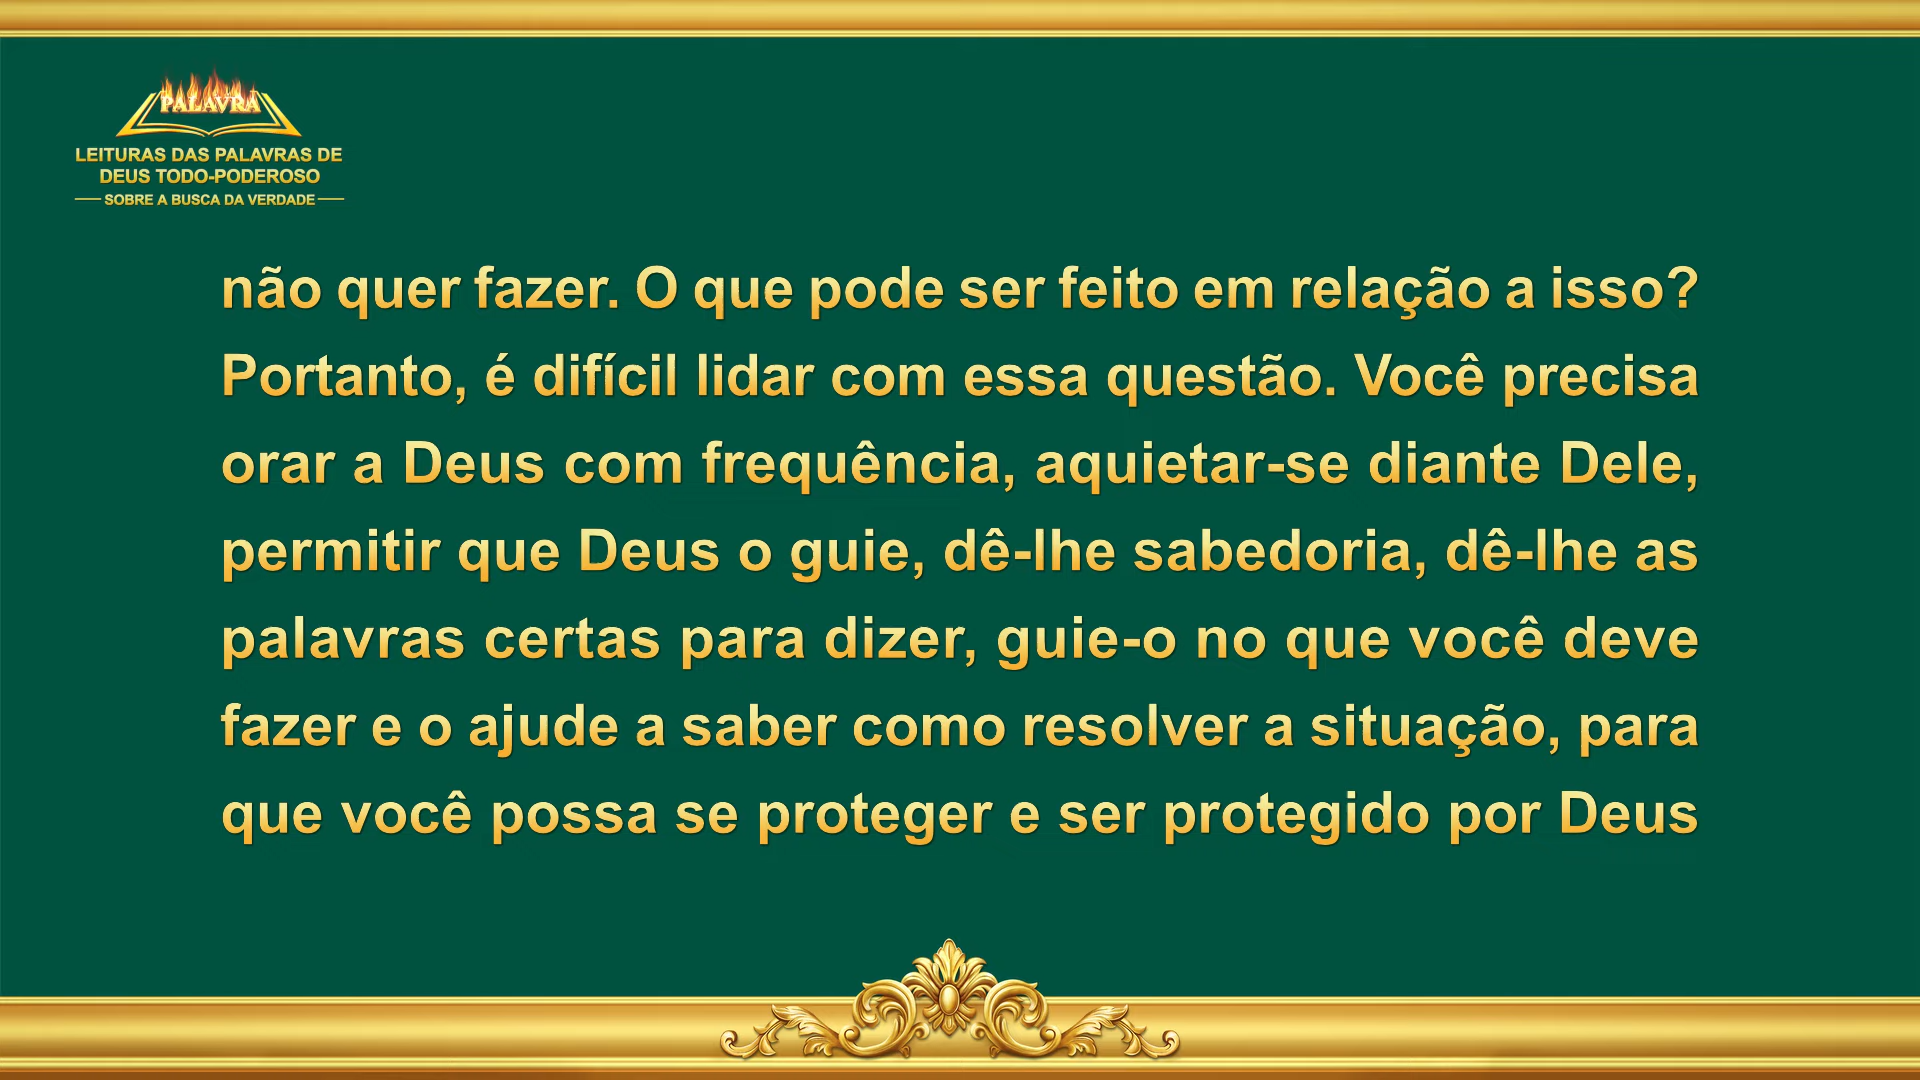 PALAVRA
LEITURAS DAS PALAVRAS DE
DEUS TODO-PODEROSO
SOBRE A BUSCA DA VERDADE
não quer fazer. O que pode ser feito em relação a isso?
Portanto, é difícil lidar com essa questão. Você precisa
orar a Deus com frequência, aquietar-se diante Dele,
permitir que Deus o guie, dê-lhe sabedoria, dê-lhe as
palavras certas para dizer, guie-o no que você deve
fazer e o ajude a saber como resolver a situação, para
que você possa se proteger e ser protegido por Deus